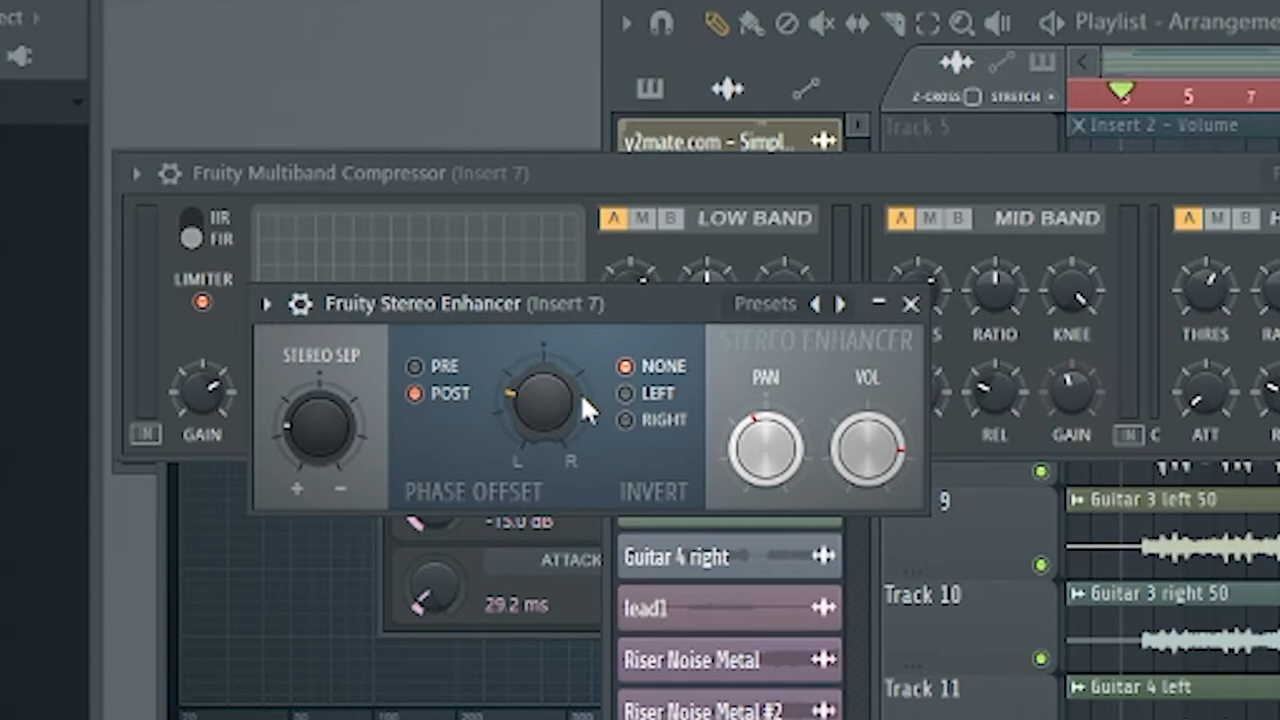 ect
Playlist - Arrangeme
Z-CROSS STRETCH
3 5 7
y2mate.com - Simpl..
Track 5
Insert 2 - Volume
Fruity Multiband Compressor (Insert 7)
IIR
FIR
A M B LOW BAND
A M B MID BAND
A M B
LIMITER
Fruity Stereo Enhancer (Insert 7)
Presets
RATIO KNEE
THRES
STEREO SEP
PRE
POST
NONE
LEFT
RIGHT
STEREO ENHANCER
PAN VOL
IN
GAIN
REL GAIN
IN
ATT
L R
+ -
PHASE OFFSET
INVERT
9
Guitar 3 left 50
-15.0 dB
ATTACK
29.2 ms
Guitar 4 right
lead1
Track 10
Guitar 3 right 50
Riser Noise Metal
Track 11
Guitar 4 left
Riser Noise Metal #2